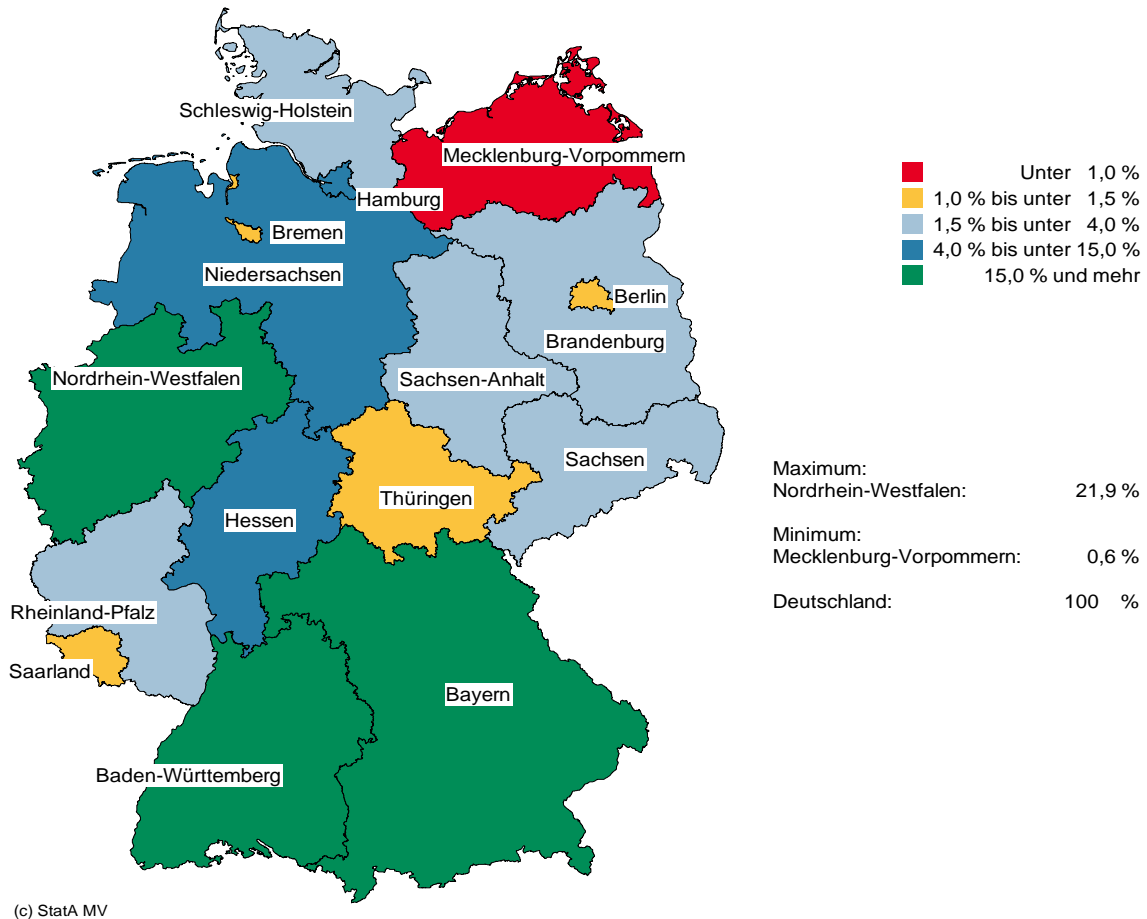 Schleswig-Holstein
Mecklenburg-Vorpommern
Hamburg
Bremen
Niedersachsen
Berlin
Brandenburg
Nordrhein-Westfalen
Sachsen-Anhalt
Sachsen
Thüringen
Hessen
Rheinland-Pfalz
Saarland
Bayern
Baden-Württemberg
Unter 1,0 %
1,0 % bis unter 1,5 %
1,5 % bis unter 4,0 %
4,0 % bis unter 15,0 %
15,0 % und mehr
Maximum:
Nordrhein-Westfalen: 21,9 %
Minimum:
Mecklenburg-Vorpommern: 0,6 %
Deutschland: 100 %
(c) StatA MV